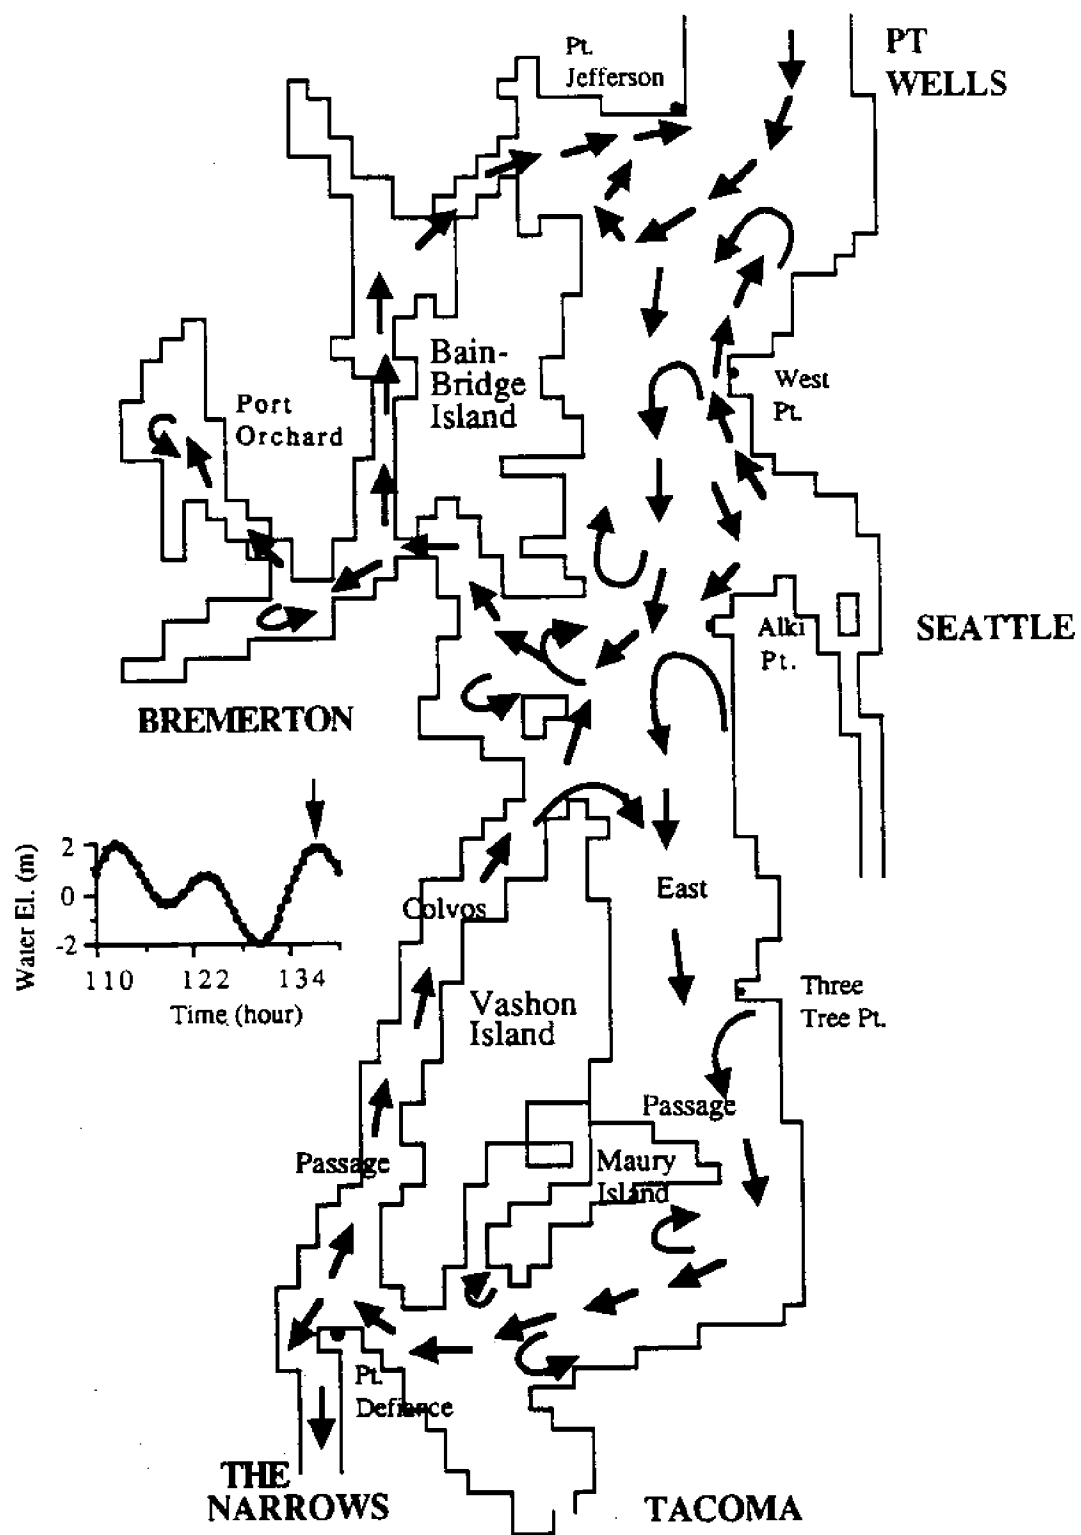 Pt.
Jefferson
PT
WELLS
Bain-
Bridge
Island
West
Pt.
Port
Orchard
Alki
Pt.
SEATTLE
BREMERTON
Water El. (m)
2
0
-2
110 122 134
Time (hour)
East
Colvos
Vashon
Island
Three
Tree Pt.
Passage
Passage
Maury
Island
Pt.
Defiance
THE
NARROWS
TACOMA